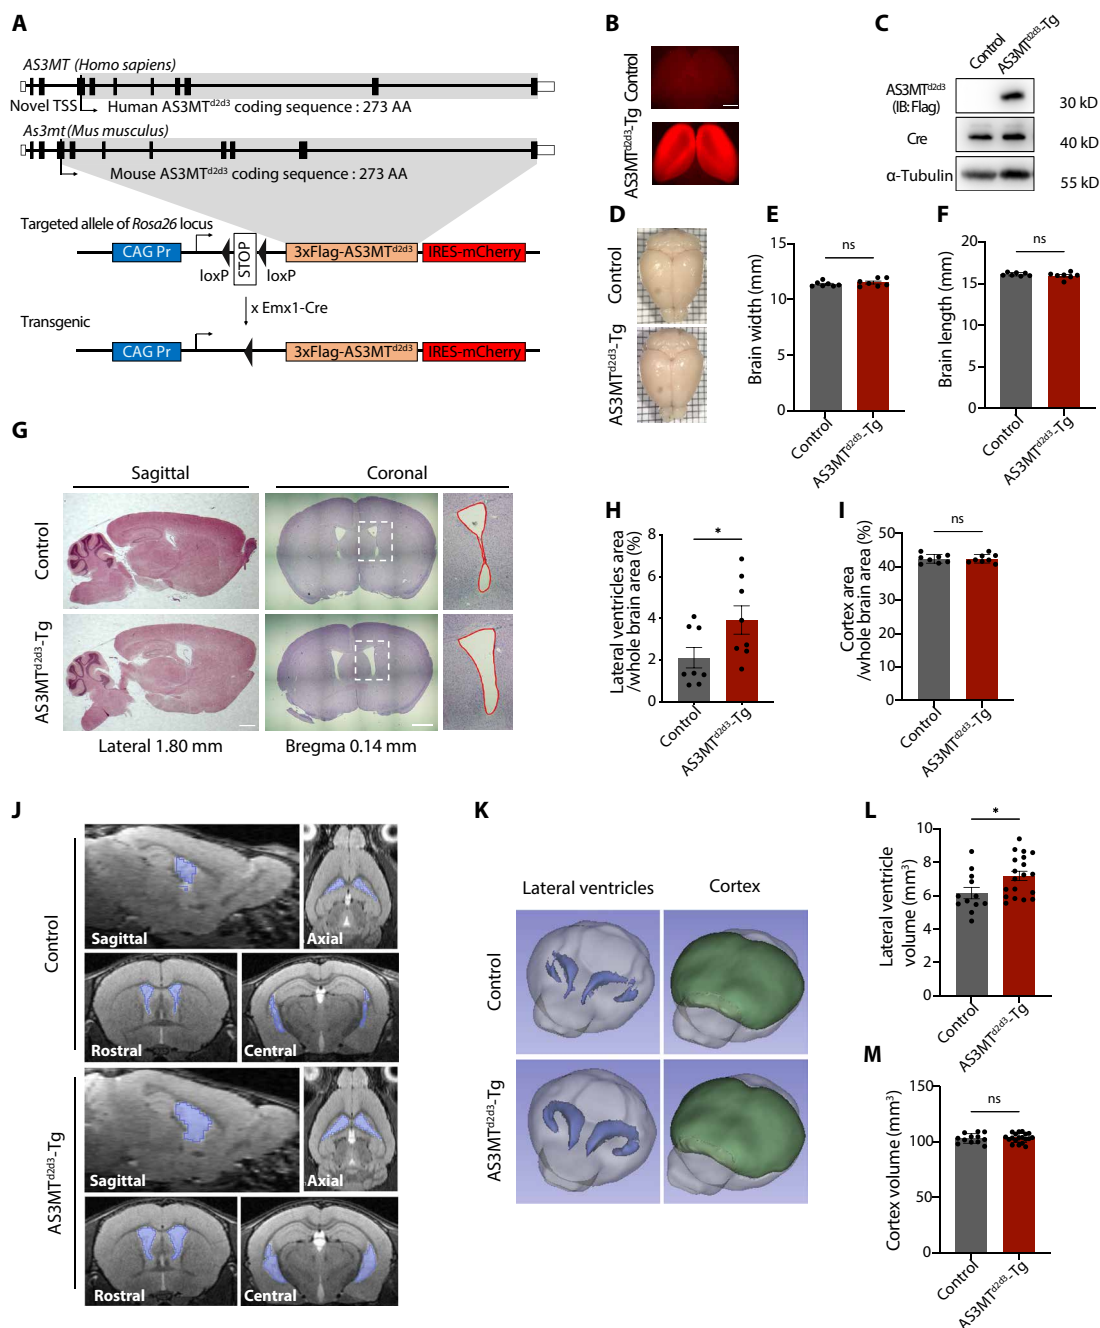 A
AS3MT (Homo sapiens)
Novel TSS
Human AS3MTd2d3 coding sequence : 273 AA
As3mt (Mus musculus)
Mouse AS3MTd2d3 coding sequence : 273 AA
Targeted allele of Rosa26 locus
CAG Pr
STOP
3xFlag-AS3MTd2d3
IRES-mCherry
loxP
loxP
x Emx1-Cre
Transgenic
CAG Pr
3xFlag-AS3MTd2d3
IRES-mCherry
B
Control
AS3MTd2d3-Tg
C
Control
AS3MTd2d3-Tg
AS3MTd2d3
(IB: Flag)
30 kD
Cre
40 kD
α-Tubulin
55 kD
D
Control
AS3MTd2d3-Tg
E
Brain width (mm)
15
10
5
0
ns
Control
AS3MTd2d3-Tg
F
Brain length (mm)
20
15
10
5
0
ns
Control
AS3MTd2d3-Tg
G
Sagittal
Coronal
Control
AS3MTd2d3-Tg
Lateral 1.80 mm
Bregma 0.14 mm
H
Lateral ventricles area
/whole brain area (%)
8
6
4
2
0
*
Control
AS3MTd2d3-Tg
I
Cortex area
/whole brain area (%)
50
40
30
20
10
0
ns
Control
AS3MTd2d3-Tg
J
Control
Sagittal
Axial
Rostral
Central
AS3MTd2d3-Tg
Sagittal
Axial
Rostral
Central
K
Lateral ventricles
Cortex
Control
AS3MTd2d3-Tg
L
Lateral ventricle
volume (mm3)
10
8
6
4
2
0
*
Control
AS3MTd2d3-Tg
M
Cortex volume (mm3)
150
100
50
0
ns
Control
AS3MTd2d3-Tg